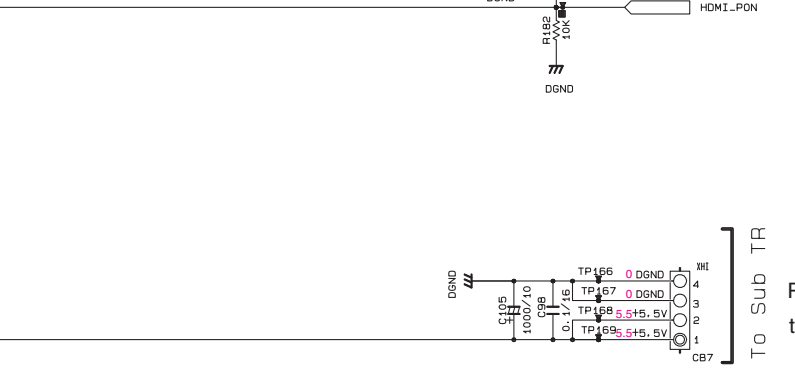 HDMI_PON
R182
10K
DGND
To Sub TR
XHI
DGND
TP166 0 DGND 4
TP167 0 DGND 3
TP168 5.5 +5.5V 2
TP169 5.5 +5.5V 1
C105
1000/10
C98
0.1/16
CB7